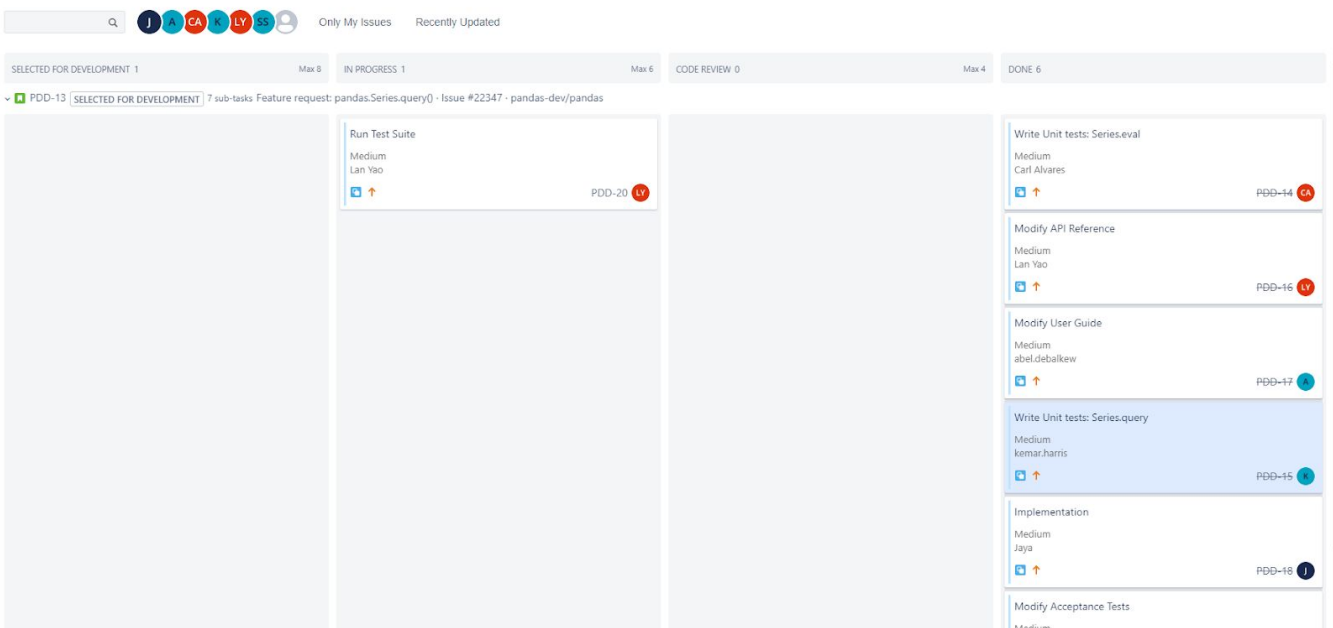 J A CA K LY SS Only My Issues Recently Updated
SELECTED FOR DEVELOPMENT 1 Max 8 IN PROGRESS 1 Max 6 CODE REVIEW 0 Max 4 DONE 6
PDD-13 SELECTED FOR DEVELOPMENT 7 sub-tasks Feature request: pandas.Series.query() · Issue #22347 · pandas-dev/pandas
Run Test Suite
Medium
Lan Yao
PDD-20 LY
Write Unit tests: Series.eval
Medium
Carl Alvares
PDD-14 CA
Modify API Reference
Medium
Lan Yao
PDD-16 LY
Modify User Guide
Medium
abel.debalkew
PDD-17 A
Write Unit tests: Series.query
Medium
kemar.harris
PDD-15 K
Implementation
Medium
Jaya
PDD-18 J
Modify Acceptance Tests
Medium